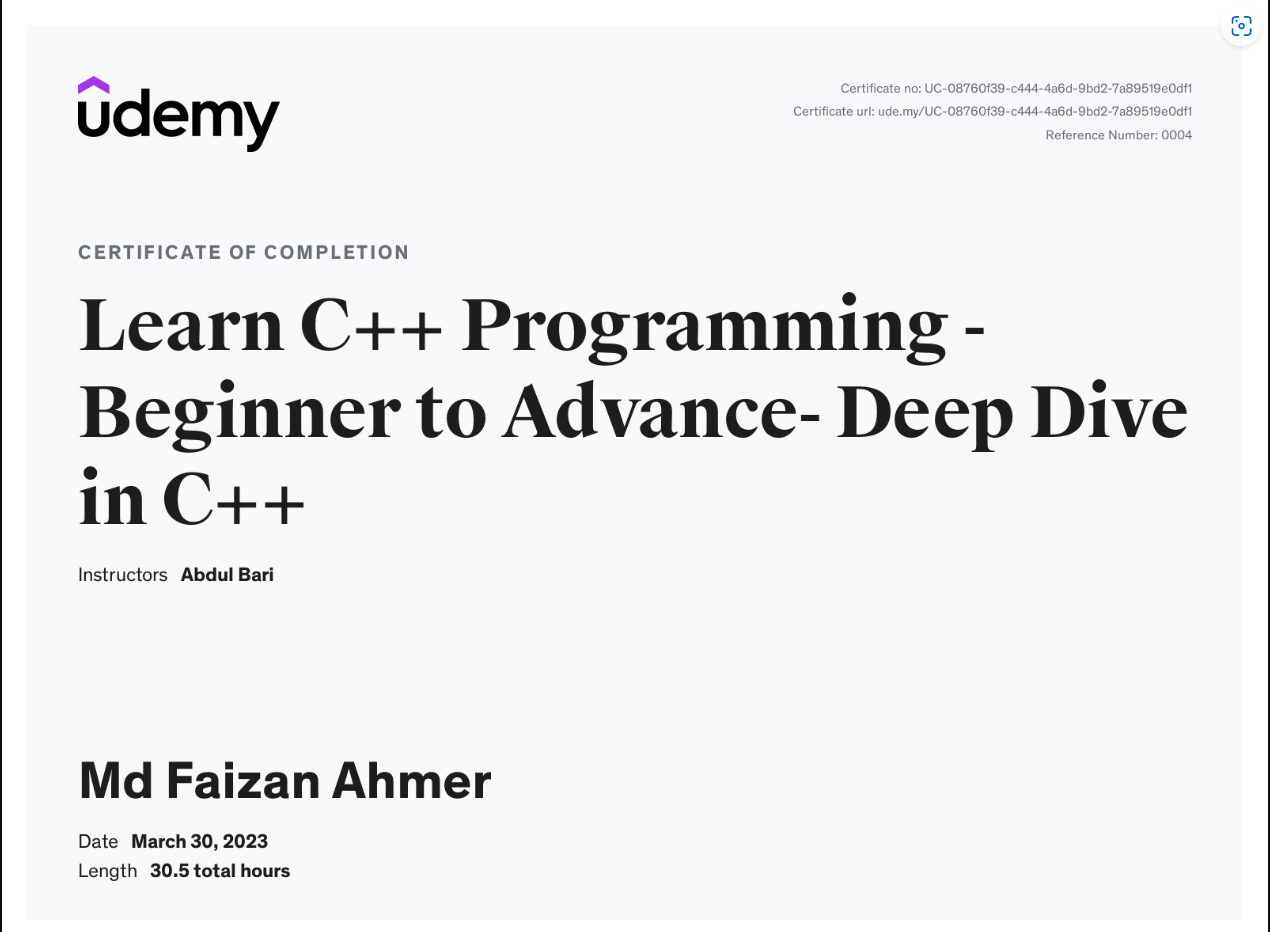 udemy
Certificate no: UC-08760f39-c444-4a6d-9bd2-7a89519e0df1
Certificate url: ude.my/UC-08760f39-c444-4a6d-9bd2-7a89519e0df1
Reference Number: 0004
CERTIFICATE OF COMPLETION
Learn C++ Programming -
Beginner to Advance- Deep Dive
in C++
Instructors Abdul Bari
Md Faizan Ahmer
Date March 30, 2023
Length 30.5 total hours